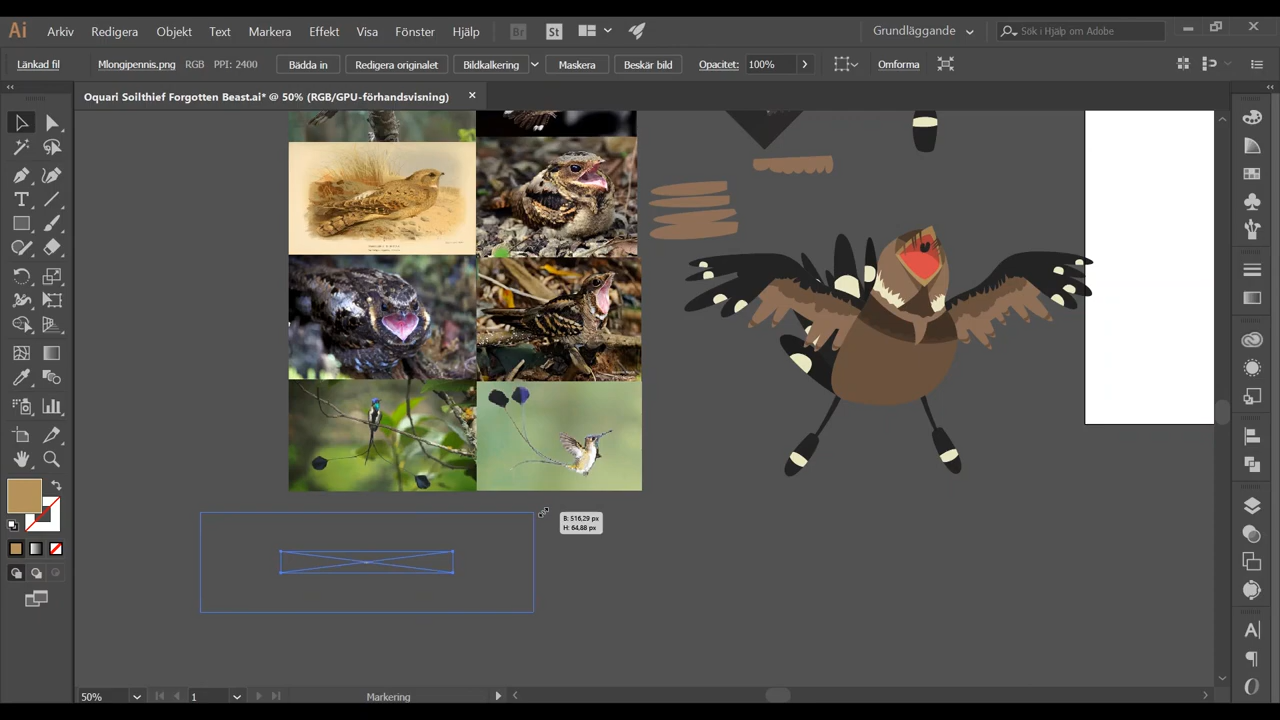 Ai Arkiv Redigera Objekt Text Markera Effekt Visa Fönster Hjälp Br St Grundläggande Sök i Hjälp om Adobe
Länkad fil Mlongipennis.png RGB PPI: 2400 Bädda in Redigera originalet Bildkalkering Maskera Beskär bild Opacitet: 100% Omforma
Oquari Soilthief Forgotten Beast.ai* @ 50% (RGB/GPU-förhandsvisning)
B: 516,29 px
H: 64,88 px
50% 1 Markering